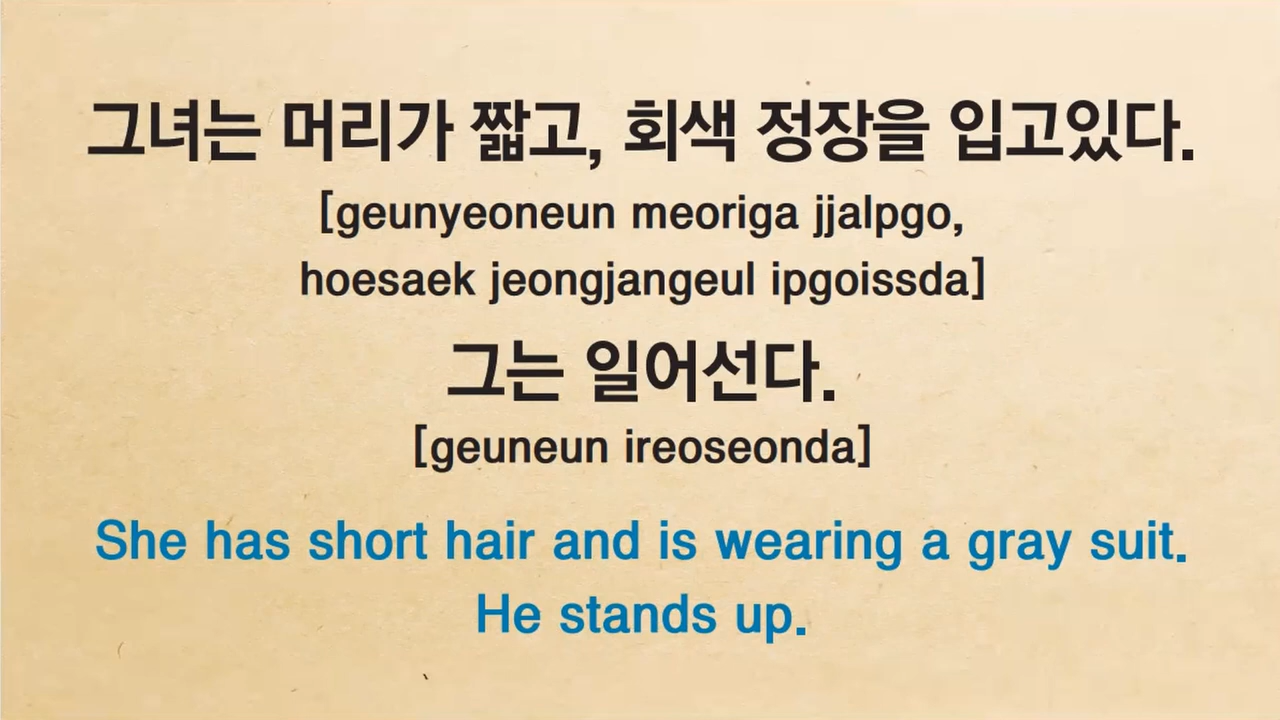 그녀는 머리가 짧고, 회색 정장을 입고있다.
[geunyeoneun meoriga jjalpgo,
hoesaek jeongjangeul ipgoissda]
그는 일어선다.
[geuneun ireoseonda]
She has short hair and is wearing a gray suit.
He stands up.